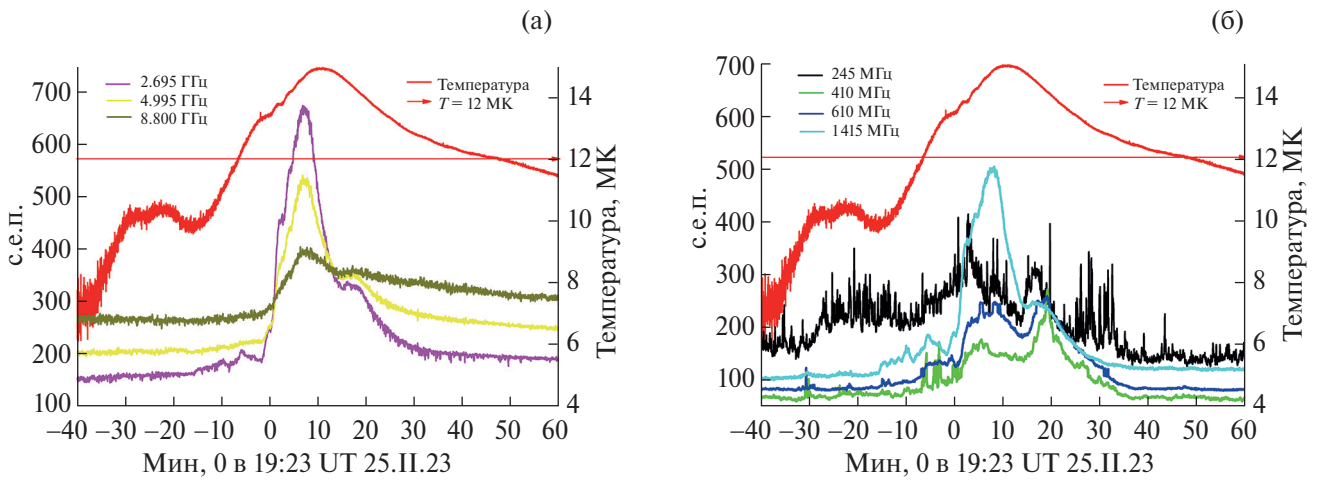 (а)
2.695 ГГц
4.995 ГГц
8.800 ГГц
Температура
T = 12 МК
с.е.п.
700
600
500
400
300
200
100
14
12
10
8
6
4
Температура, МК
–40 –30 –20 –10 0 10 20 30 40 50 60
Мин, 0 в 19:23 UT 25.II.23
(б)
245 МГц
410 МГц
610 МГц
1415 МГц
Температура
T = 12 МК
с.е.п.
700
600
500
400
300
200
100
14
12
10
8
6
4
Температура, МК
–40 –30 –20 –10 0 10 20 30 40 50 60
Мин, 0 в 19:23 UT 25.II.23